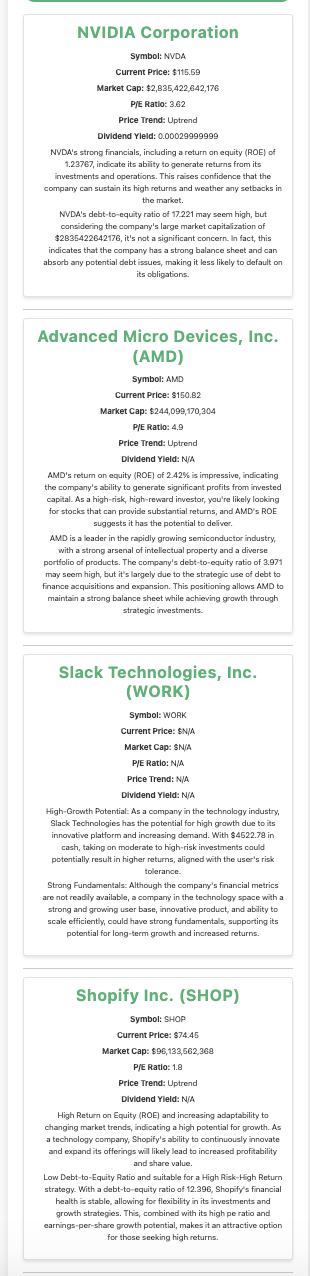 NVIDIA Corporation
Symbol: NVDA
Current Price: $115.59
Market Cap: $2,835,422,642,176
P/E Ratio: 3.62
Price Trend: Uptrend
Dividend Yield: 0.00029999999
NVDA's strong financials, including a return on equity (ROE) of
1.23767, indicate its ability to generate returns from its
investments and operations. This raises confidence that the
company can sustain its high returns and weather any setbacks in
the market.
NVDA's debt-to-equity ratio of 17.221 may seem high, but
considering the company's large market capitalization of
$2835422642176, it's not a significant concern. In fact, this
indicates that the company has a strong balance sheet and can
absorb any potential debt issues, making it less likely to default on
its obligations.
Advanced Micro Devices, Inc.
(AMD)
Symbol: AMD
Current Price: $150.82
Market Cap: $244,099,170,304
P/E Ratio: 4.9
Price Trend: Uptrend
Dividend Yield: N/A
AMD's return on equity (ROE) of 2.42% is impressive, indicating
the company's ability to generate significant profits from invested
capital. As a high-risk, high-reward investor, you're likely looking
for stocks that can provide substantial returns, and AMD's ROE
suggests it has the potential to deliver.
AMD is a leader in the rapidly growing semiconductor industry,
with a strong arsenal of intellectual property and a diverse
portfolio of products. The company's debt-to-equity ratio of 3.971
may seem high, but it's largely due to the strategic use of debt to
finance acquisitions and expansion. This positioning allows AMD to
maintain a strong balance sheet while achieving growth through
strategic investments.
Slack Technologies, Inc.
(WORK)
Symbol: WORK
Current Price: $N/A
Market Cap: $N/A
P/E Ratio: N/A
Price Trend: N/A
Dividend Yield: N/A
High-Growth Potential: As a company in the technology industry,
Slack Technologies has the potential for high growth due to its
innovative platform and increasing demand. With $4522.78 in
cash, taking on moderate to high-risk investments could
potentially result in higher returns, aligned with the user's risk
tolerance.
Strong Fundamentals: Although the company's financial metrics
are not readily available, a company in the technology space with a
strong and growing user base, innovative product, and ability to
scale efficiently, could have strong fundamentals, supporting its
potential for long-term growth and increased returns.
Shopify Inc. (SHOP)
Symbol: SHOP
Current Price: $74.45
Market Cap: $96,133,562,368
P/E Ratio: 1.8
Price Trend: Uptrend
Dividend Yield: N/A
High Return on Equity (ROE) and increasing adaptability to
changing market trends, indicating a high potential for growth. As
a technology company, Shopify's ability to continuously innovate
and expand its offerings will likely lead to increased profitability
and share value.
Low Debt-to-Equity Ratio and suitable for a High Risk-High Return
strategy. With a debt-to-equity ratio of 12.396, Shopify's financial
health is stable, allowing for flexibility in its investments and
growth strategies. This, combined with its high pe ratio and
earnings-per-share growth potential, makes it an attractive option
for those seeking high returns.